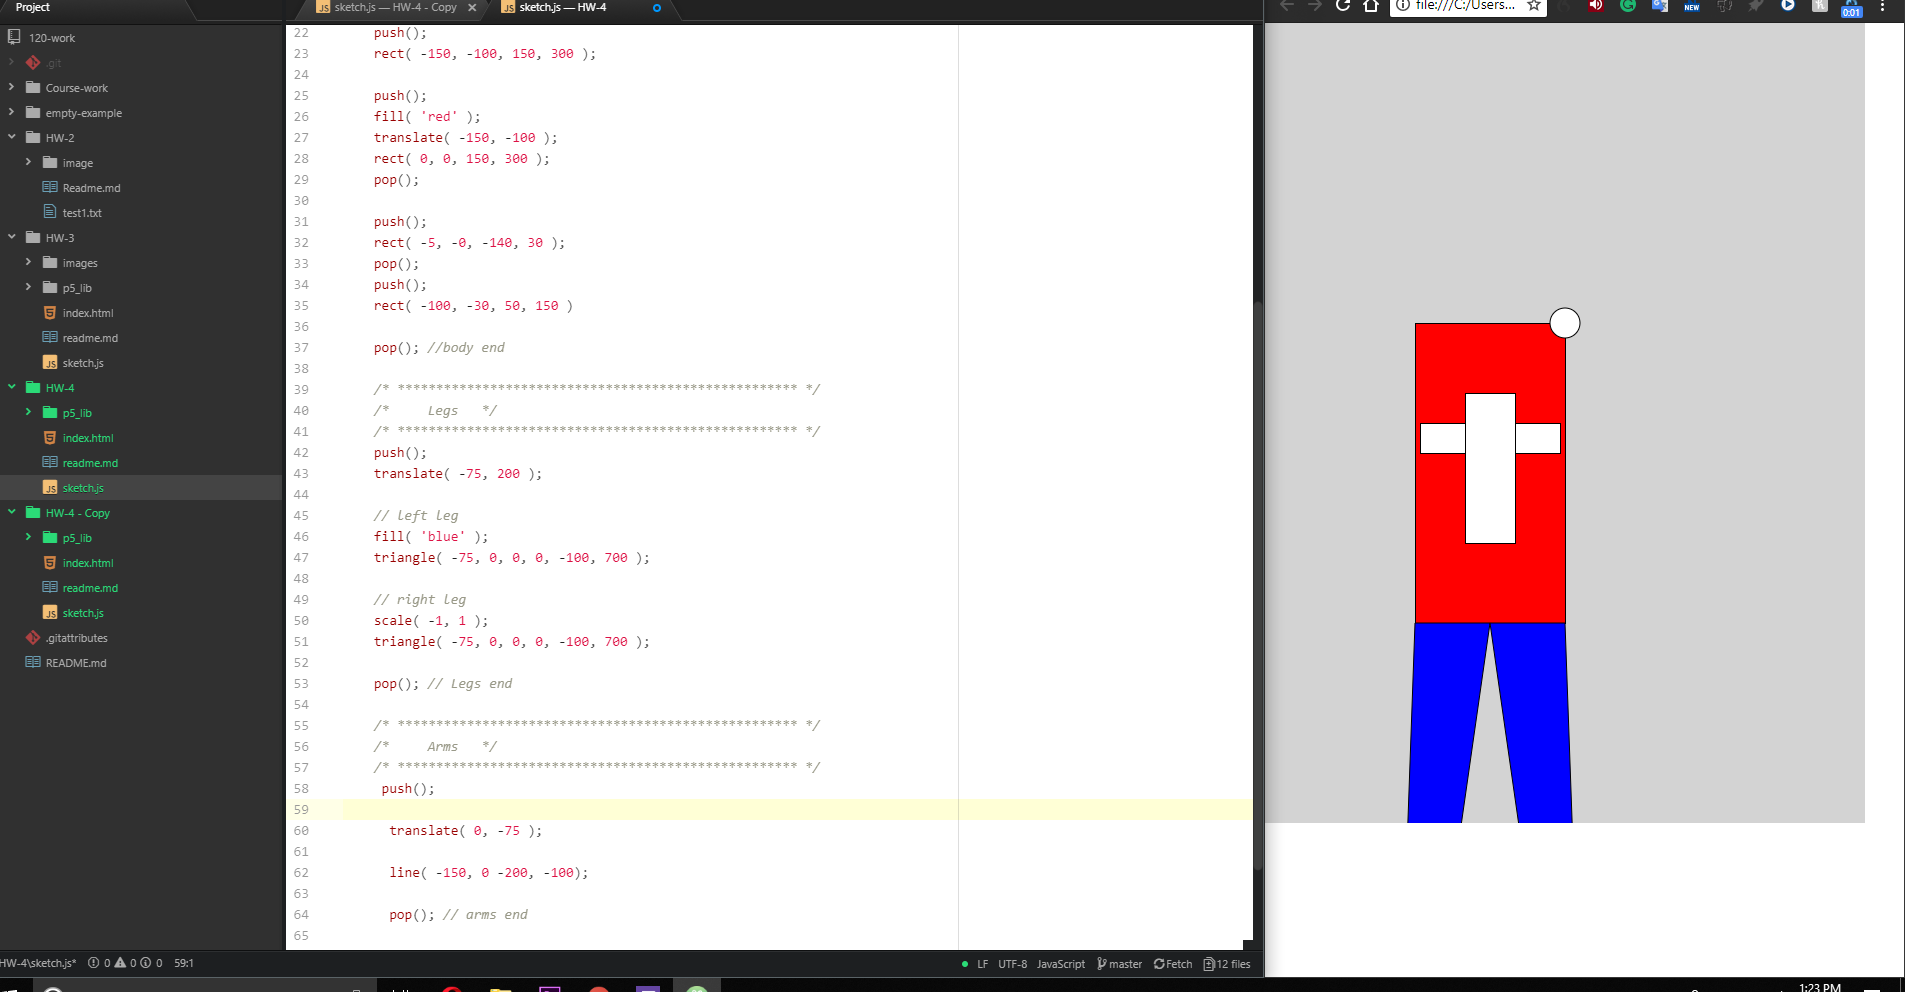 Project
sketch.js — HW-4 - Copy
sketch.js — HW-4
file:///C:/Users...
NEW
0:01
120-work
.git
Course-work
empty-example
HW-2
image
Readme.md
test1.txt
HW-3
images
p5_lib
index.html
readme.md
JS sketch.js
HW-4
p5_lib
index.html
readme.md
JS sketch.js
HW-4 - Copy
p5_lib
index.html
readme.md
JS sketch.js
.gitattributes
README.md
22 push();
23 rect( -150, -100, 150, 300 );
24
25 push();
26 fill( 'red' );
27 translate( -150, -100 );
28 rect( 0, 0, 150, 300 );
29 pop();
30
31 push();
32 rect( -5, -0, -140, 30 );
33 pop();
34 push();
35 rect( -100, -30, 50, 150 )
36
37 pop(); //body end
38
39 /* **************************************************** */
40 /* Legs */
41 /* **************************************************** */
42 push();
43 translate( -75, 200 );
44
45 // left leg
46 fill( 'blue' );
47 triangle( -75, 0, 0, 0, -100, 700 );
48
49 // right leg
50 scale( -1, 1 );
51 triangle( -75, 0, 0, 0, -100, 700 );
52
53 pop(); // Legs end
54
55 /* **************************************************** */
56 /* Arms */
57 /* **************************************************** */
58 push();
59
60 translate( 0, -75 );
61
62 line( -150, 0 -200, -100);
63
64 pop(); // arms end
65
HW-4\sketch.js* 0 0 0 59:1
LF UTF-8 JavaScript master Fetch 12 files
1:23 PM